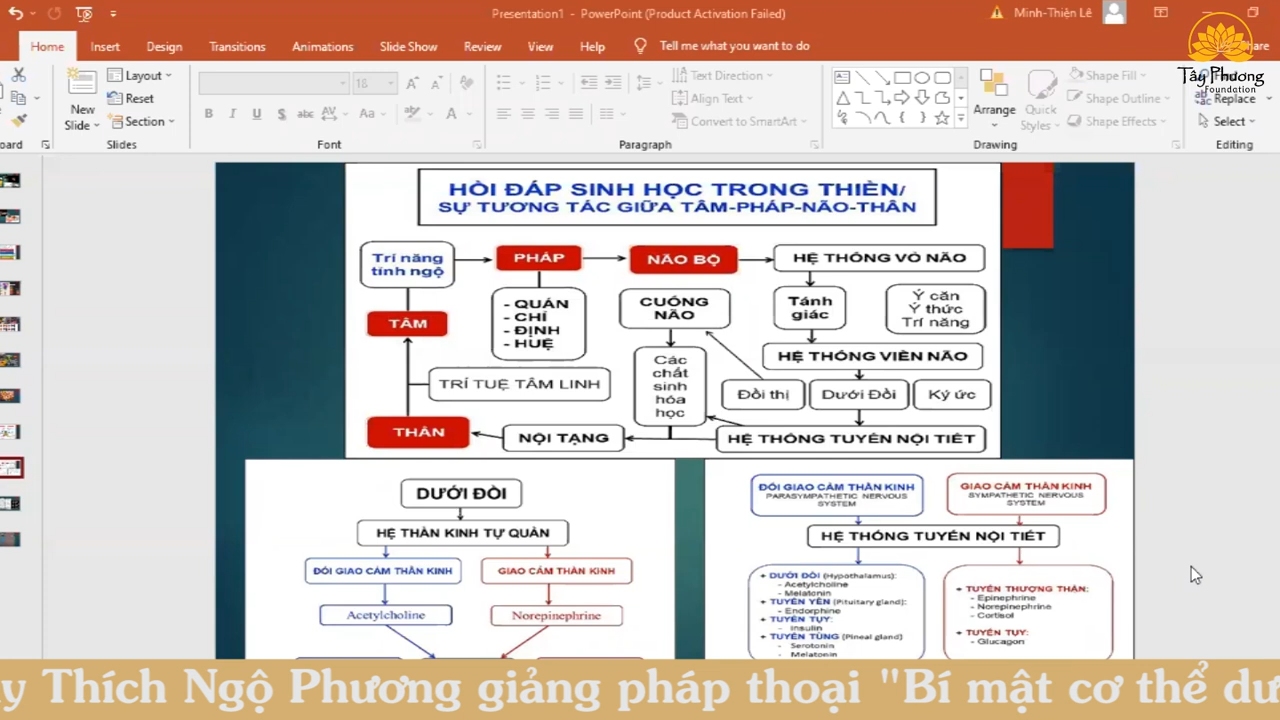 Presentation1 - PowerPoint (Product Activation Failed)
Minh-Thiện Lê
Home Insert Design Transitions Animations Slide Show Review View Help Tell me what you want to do
Tây Phương
Foundation
New
Slide
Layout
Reset
Section
18
Text Direction
Align Text
Convert to SmartArt
Arrange
Quick
Styles
Shape Fill
Shape Outline
Shape Effects
Replace
Select
Slides Font Paragraph Drawing Editing
HỒI ĐÁP SINH HỌC TRONG THIỀN/
SỰ TƯƠNG TÁC GIỮA TÂM-PHÁP-NÃO-THÂN
Trí năng
tỉnh ngộ
PHÁP
NÃO BỘ
HỆ THỐNG VỎ NÃO
- QUÁN
- CHỈ
- ĐỊNH
- HUỆ
CUỐNG
NÃO
Tánh
giác
Ý căn
Ý thức
Trí năng
TÂM
HỆ THỐNG VIỀN NÃO
Các
chất
sinh
hóa
học
TRÍ TUỆ TÂM LINH
Đồi thị
Dưới Đồi
Ký ức
THÂN
NỘI TẠNG
HỆ THỐNG TUYẾN NỘI TIẾT
DƯỚI ĐỒI
HỆ THẦN KINH TỰ QUẢN
ĐỐI GIAO CẢM THẦN KINH
GIAO CẢM THẦN KINH
Acetylcholine
Norepinephrine
ĐỐI GIAO CẢM THẦN KINH
PARASYMPATHETIC NERVOUS
SYSTEM
GIAO CẢM THẦN KINH
SYMPATHETIC NERVOUS
SYSTEM
HỆ THỐNG TUYẾN NỘI TIẾT
+ DƯỚI ĐỒI (Hypothalamus):
- Acetylcholine
- Melatonin
+ TUYẾN YÊN (Pituitary gland):
- Endorphine
+ TUYẾN TỤY:
- Insulin
+ TUYẾN TÙNG (Pineal gland)
- Serotonin
- Melatonin
+ TUYẾN THƯỢNG THẬN:
- Epinephrine
- Norepinephrine
- Cortisol
+ TUYẾN TỤY:
- Glucagon
Thích Ngộ Phương giảng pháp thoại "Bí mật cơ thể